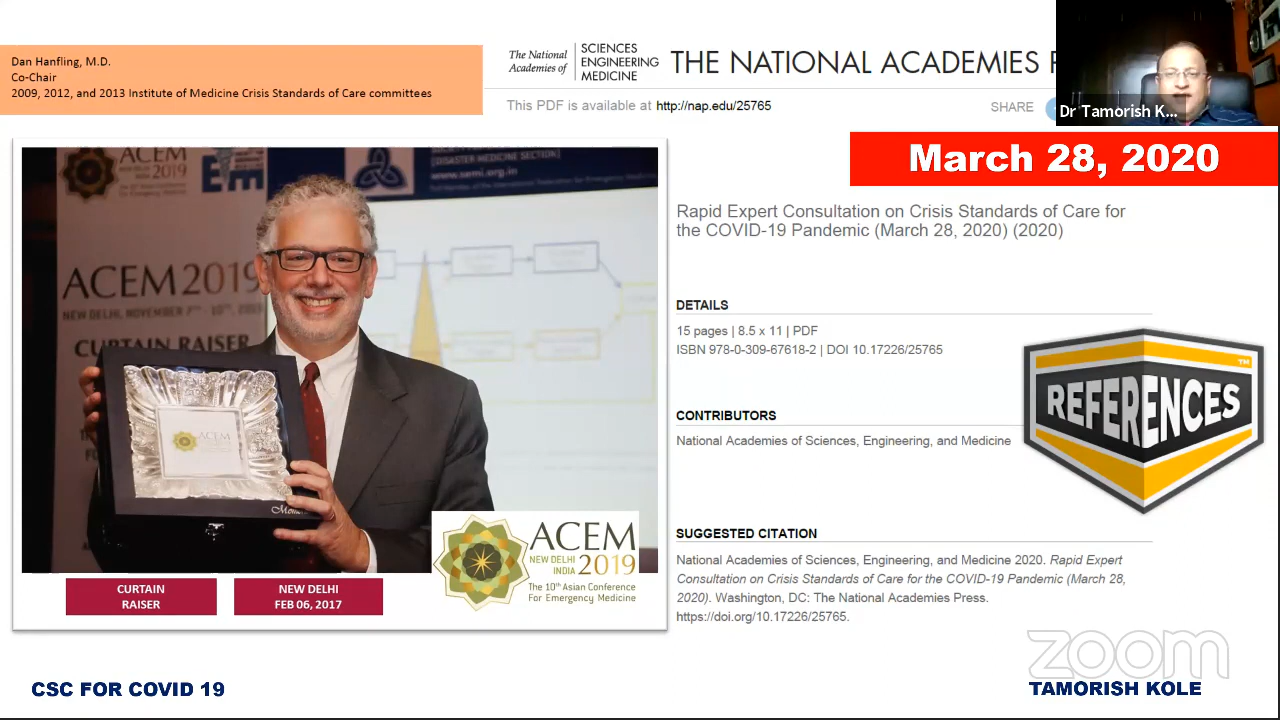 Dan Hanfling, M.D.
Co-Chair
2009, 2012, and 2013 Institute of Medicine Crisis Standards of Care committees
The National
Academies of
SCIENCES
ENGINEERING
MEDICINE
THE NATIONAL ACADEMIES
This PDF is available at http://nap.edu/25765
SHARE
Dr Tamorish K...
March 28, 2020
ACEM
2019
www.sami.org.in
ACEM 2019
CURTAIN RAISER
ACEM
ACEM
NEW DELHI
INDIA 2019
The 10th Asian Conference
For Emergency Medicine
CURTAIN
RAISER
NEW DELHI
FEB 06, 2017
Rapid Expert Consultation on Crisis Standards of Care for
the COVID-19 Pandemic (March 28, 2020) (2020)
DETAILS
15 pages | 8.5 x 11 | PDF
ISBN 978-0-309-67618-2 | DOI 10.17226/25765
CONTRIBUTORS
National Academies of Sciences, Engineering, and Medicine
REFERENCES
TM
SUGGESTED CITATION
National Academies of Sciences, Engineering, and Medicine 2020. Rapid Expert
Consultation on Crisis Standards of Care for the COVID-19 Pandemic (March 28,
2020). Washington, DC: The National Academies Press.
https://doi.org/10.17226/25765.
zoom
CSC FOR COVID 19
TAMORISH KOLE